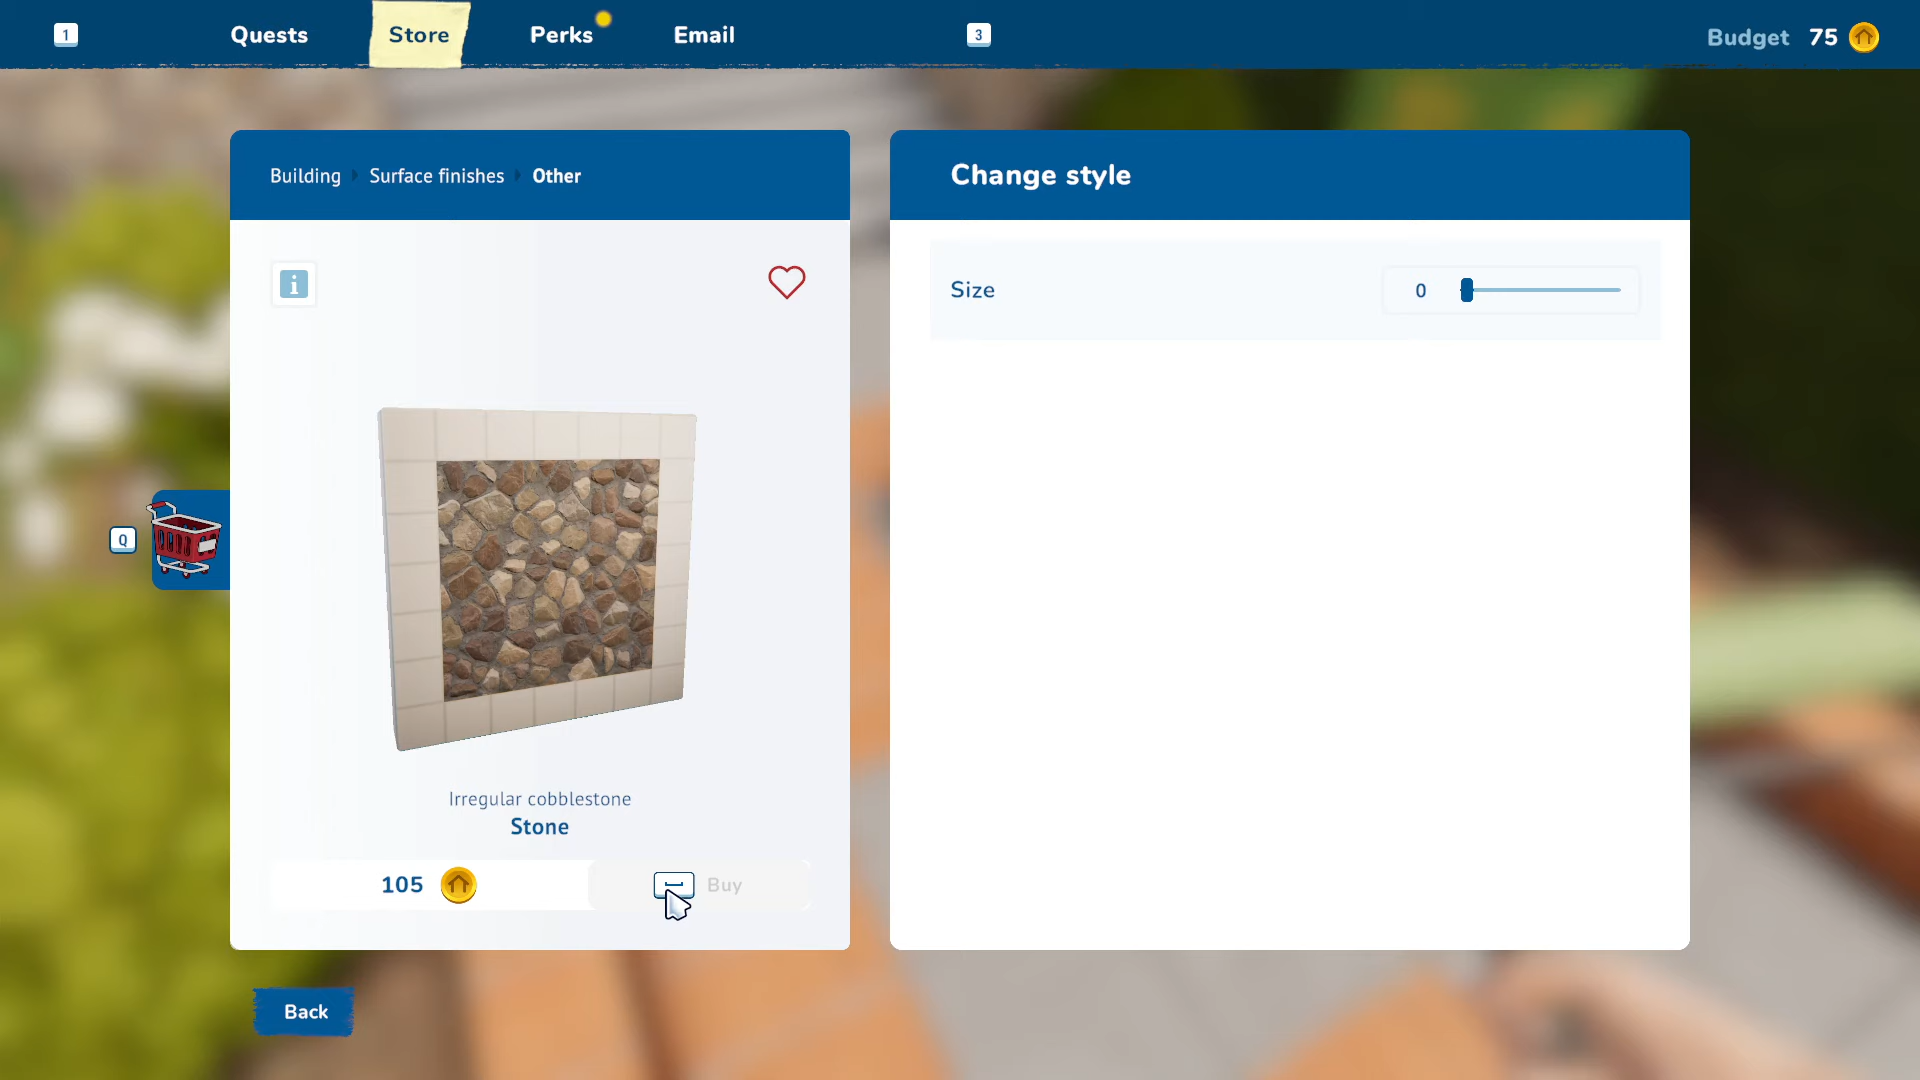 1
Quests
Store
Perks
Email
3
Budget 75
Building Surface finishes Other
Change style
i
Size
0
Q
Irregular cobblestone
Stone
105
Buy
Back